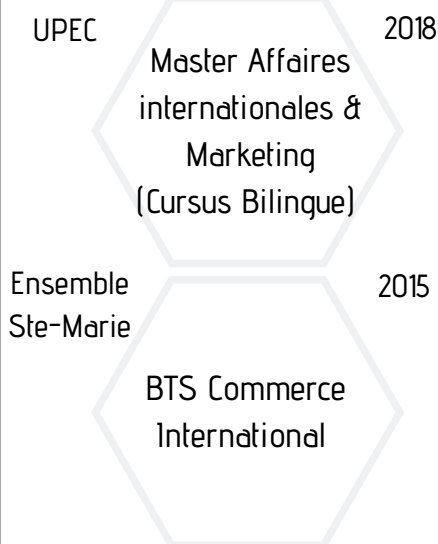 UPEC
2018
Master Affaires
internationales &
Marketing
(Cursus Bilingue)
Ensemble
Ste-Marie
2015
BTS Commerce
International